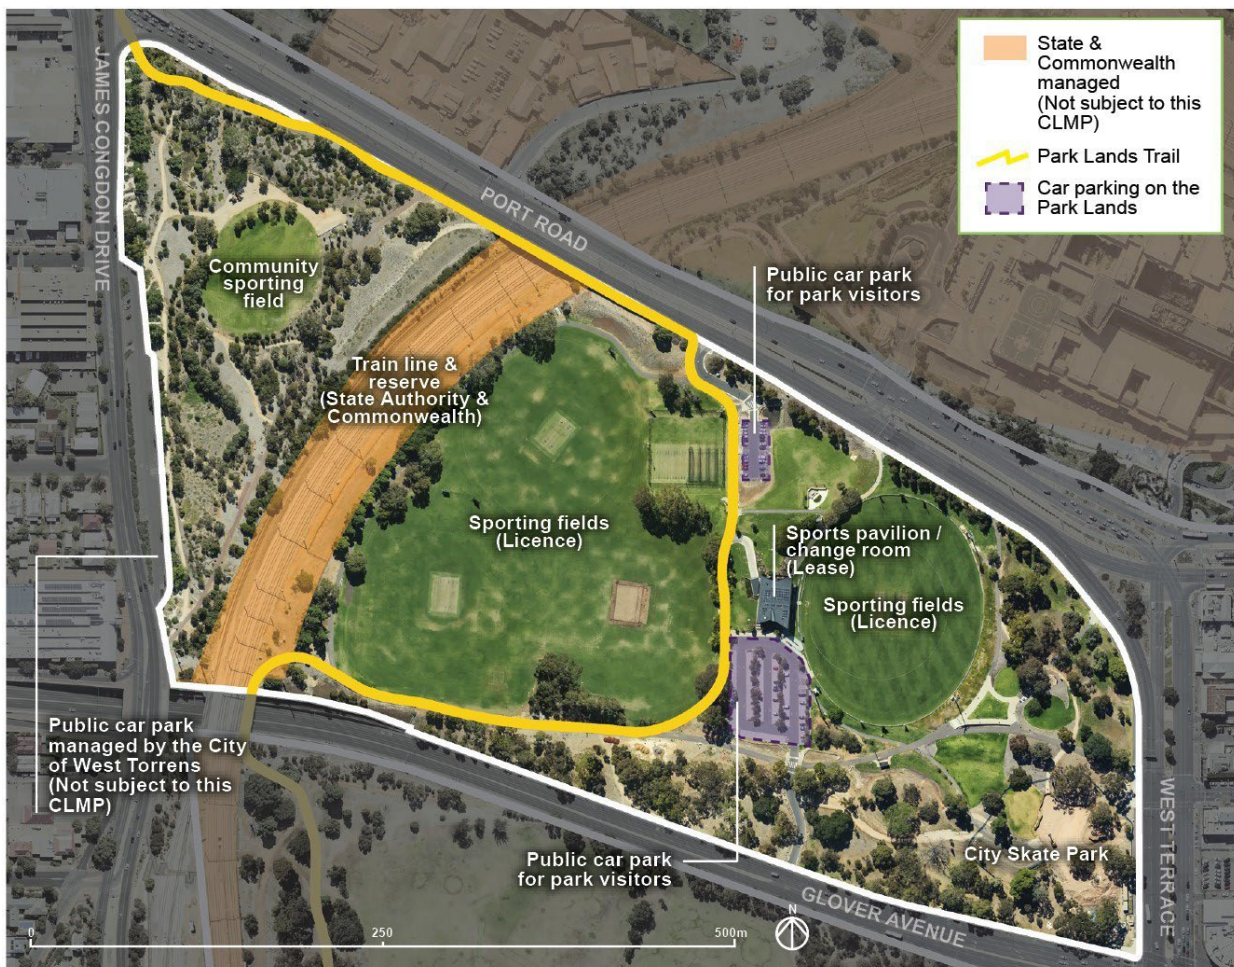 State &
Commonwealth
managed
(Not subject to this
CLMP)
Park Lands Trail
Car parking on the
Park Lands
JAMES CONGDON DRIVE
PORT ROAD
Public car park
for park visitors
Community
sporting
field
Train line &
reserve
(State Authority &
Commonwealth)
Sporting fields
(Licence)
Sports pavilion /
change room
(Lease)
Sporting fields
(Licence)
Public car park
managed by the City
of West Torrens
(Not subject to this
CLMP)
Public car park
for park visitors
City Skate Park
WEST TERRACE
GLOVER AVENUE
N
0 250 500m